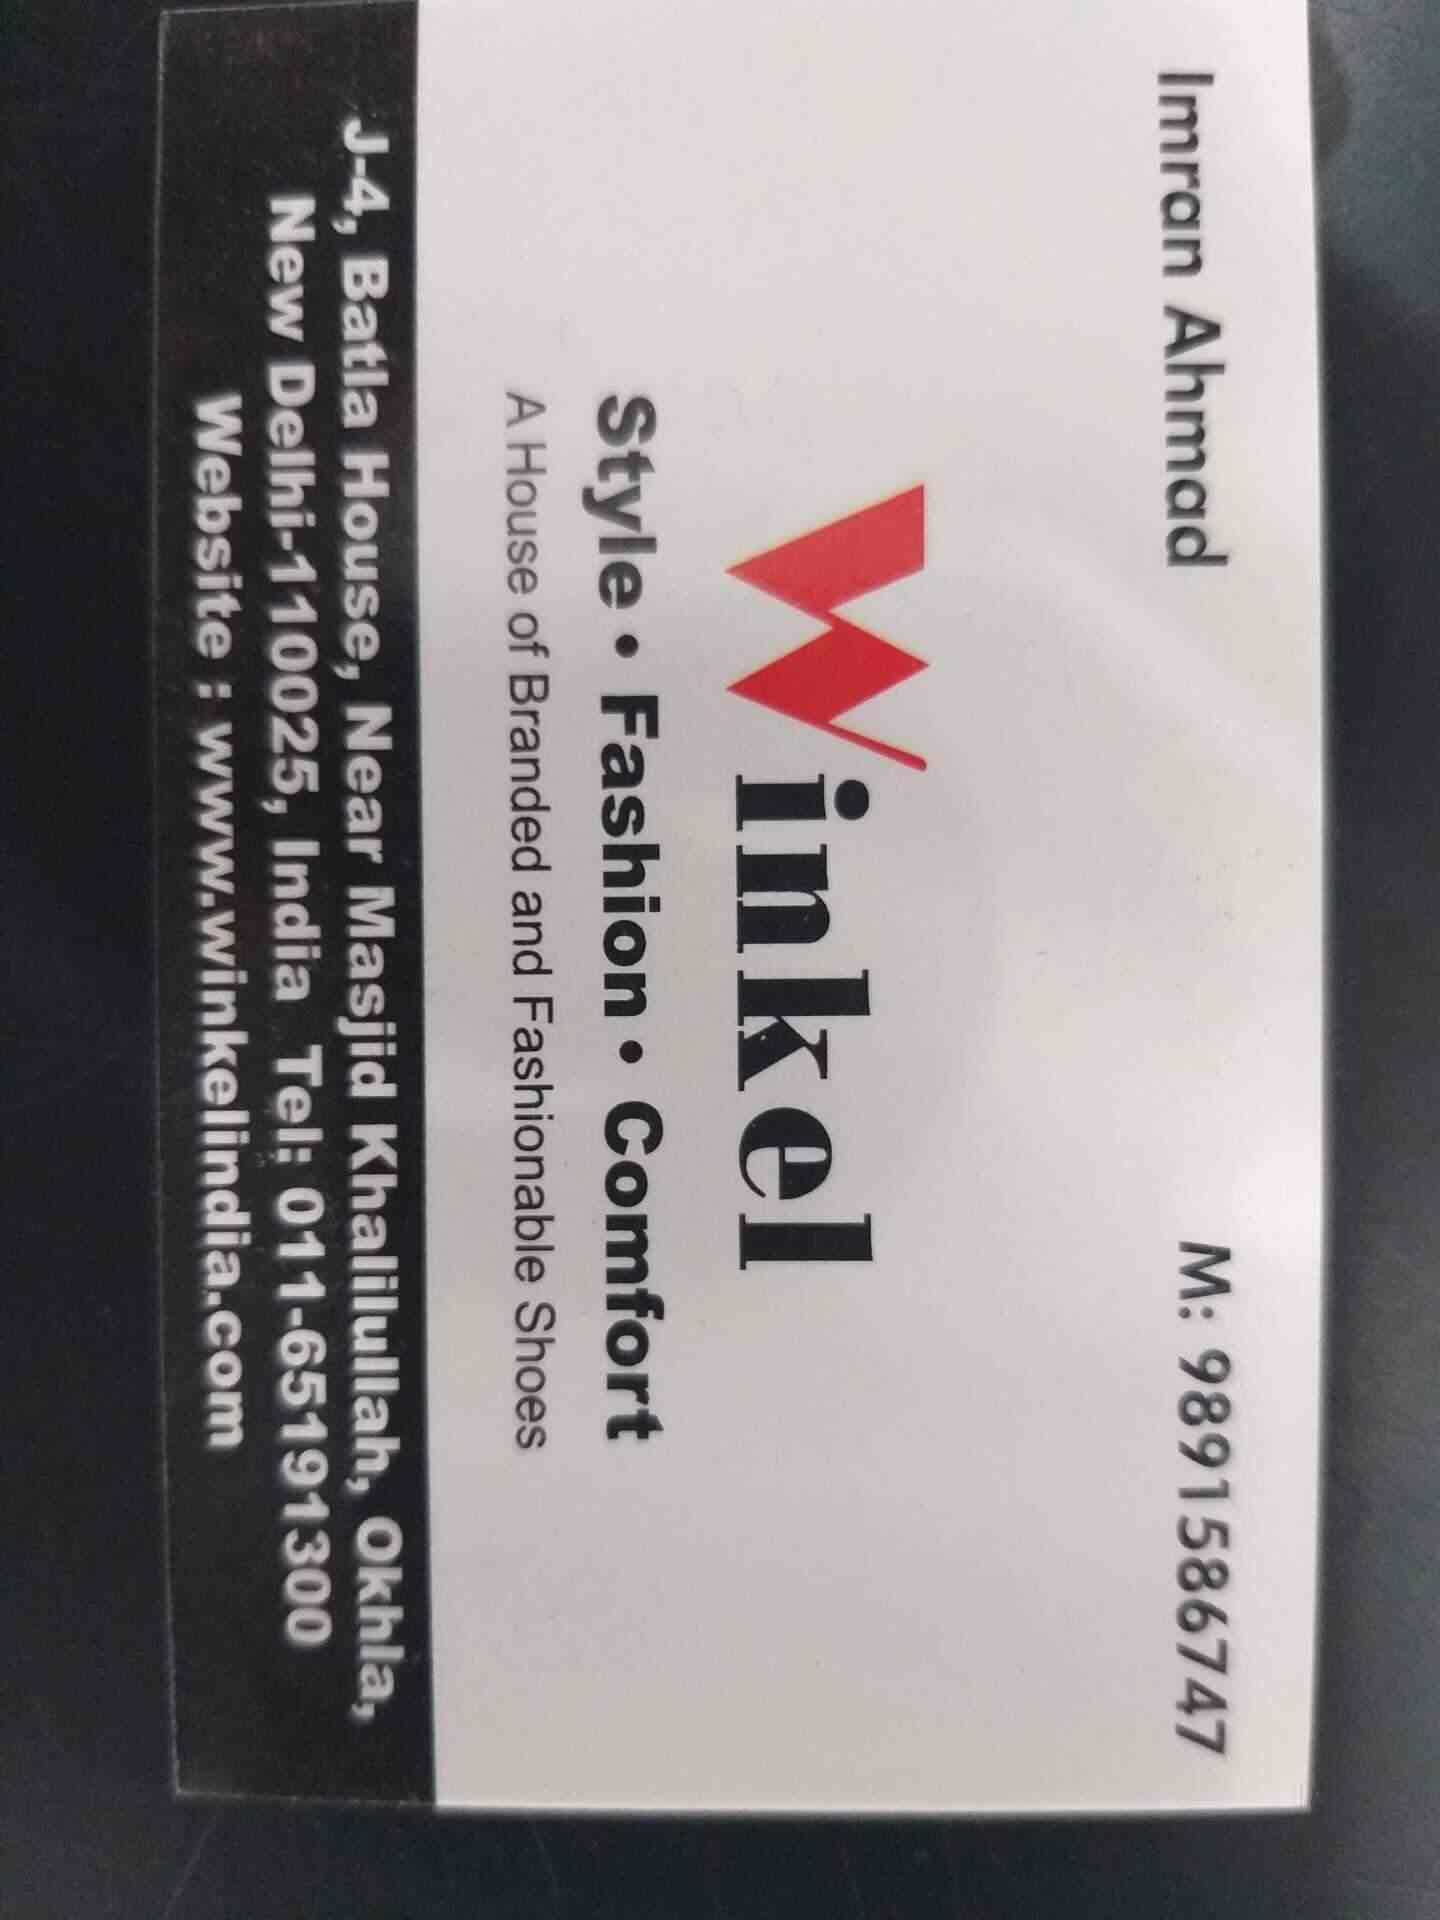 Imran Ahmad M: 9891586747
Winkel
Style • Fashion • Comfort
A House of Branded and Fashionable Shoes
J-4, Batla House, Near Masjid Khalilullah, Okhla,
New Delhi-110025, India Tel: 011-65191300
Website : www.winkelindia.com